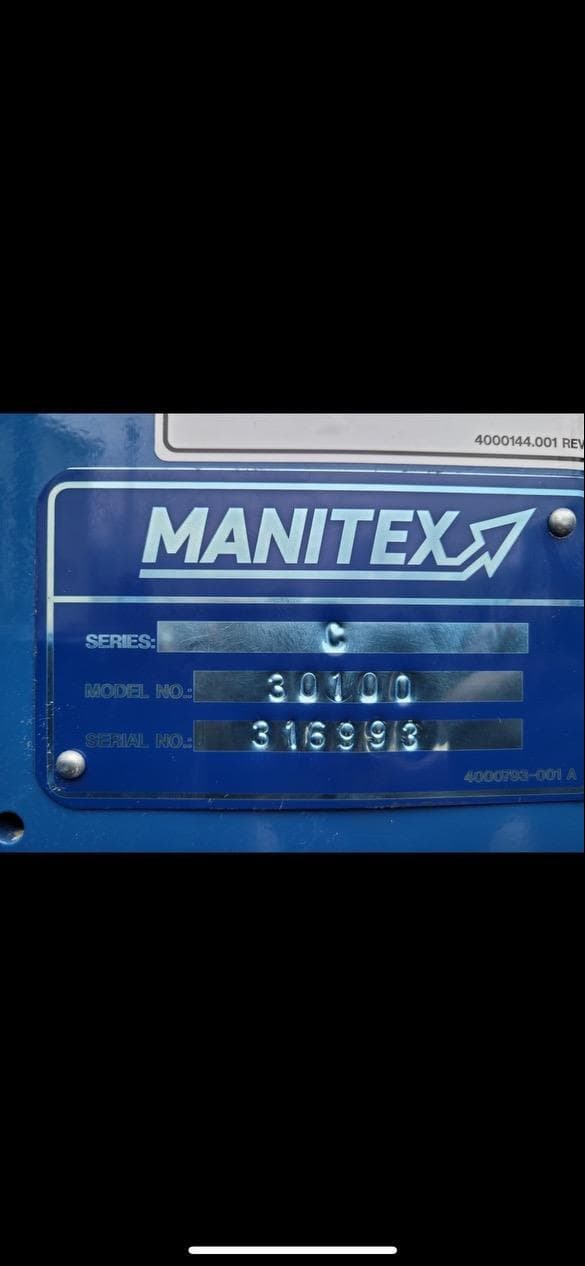 4000144.001 REV
MANITEX
SERIES: C
MODEL NO.: 30100
SERIAL NO.: 316993
4000793-001 A